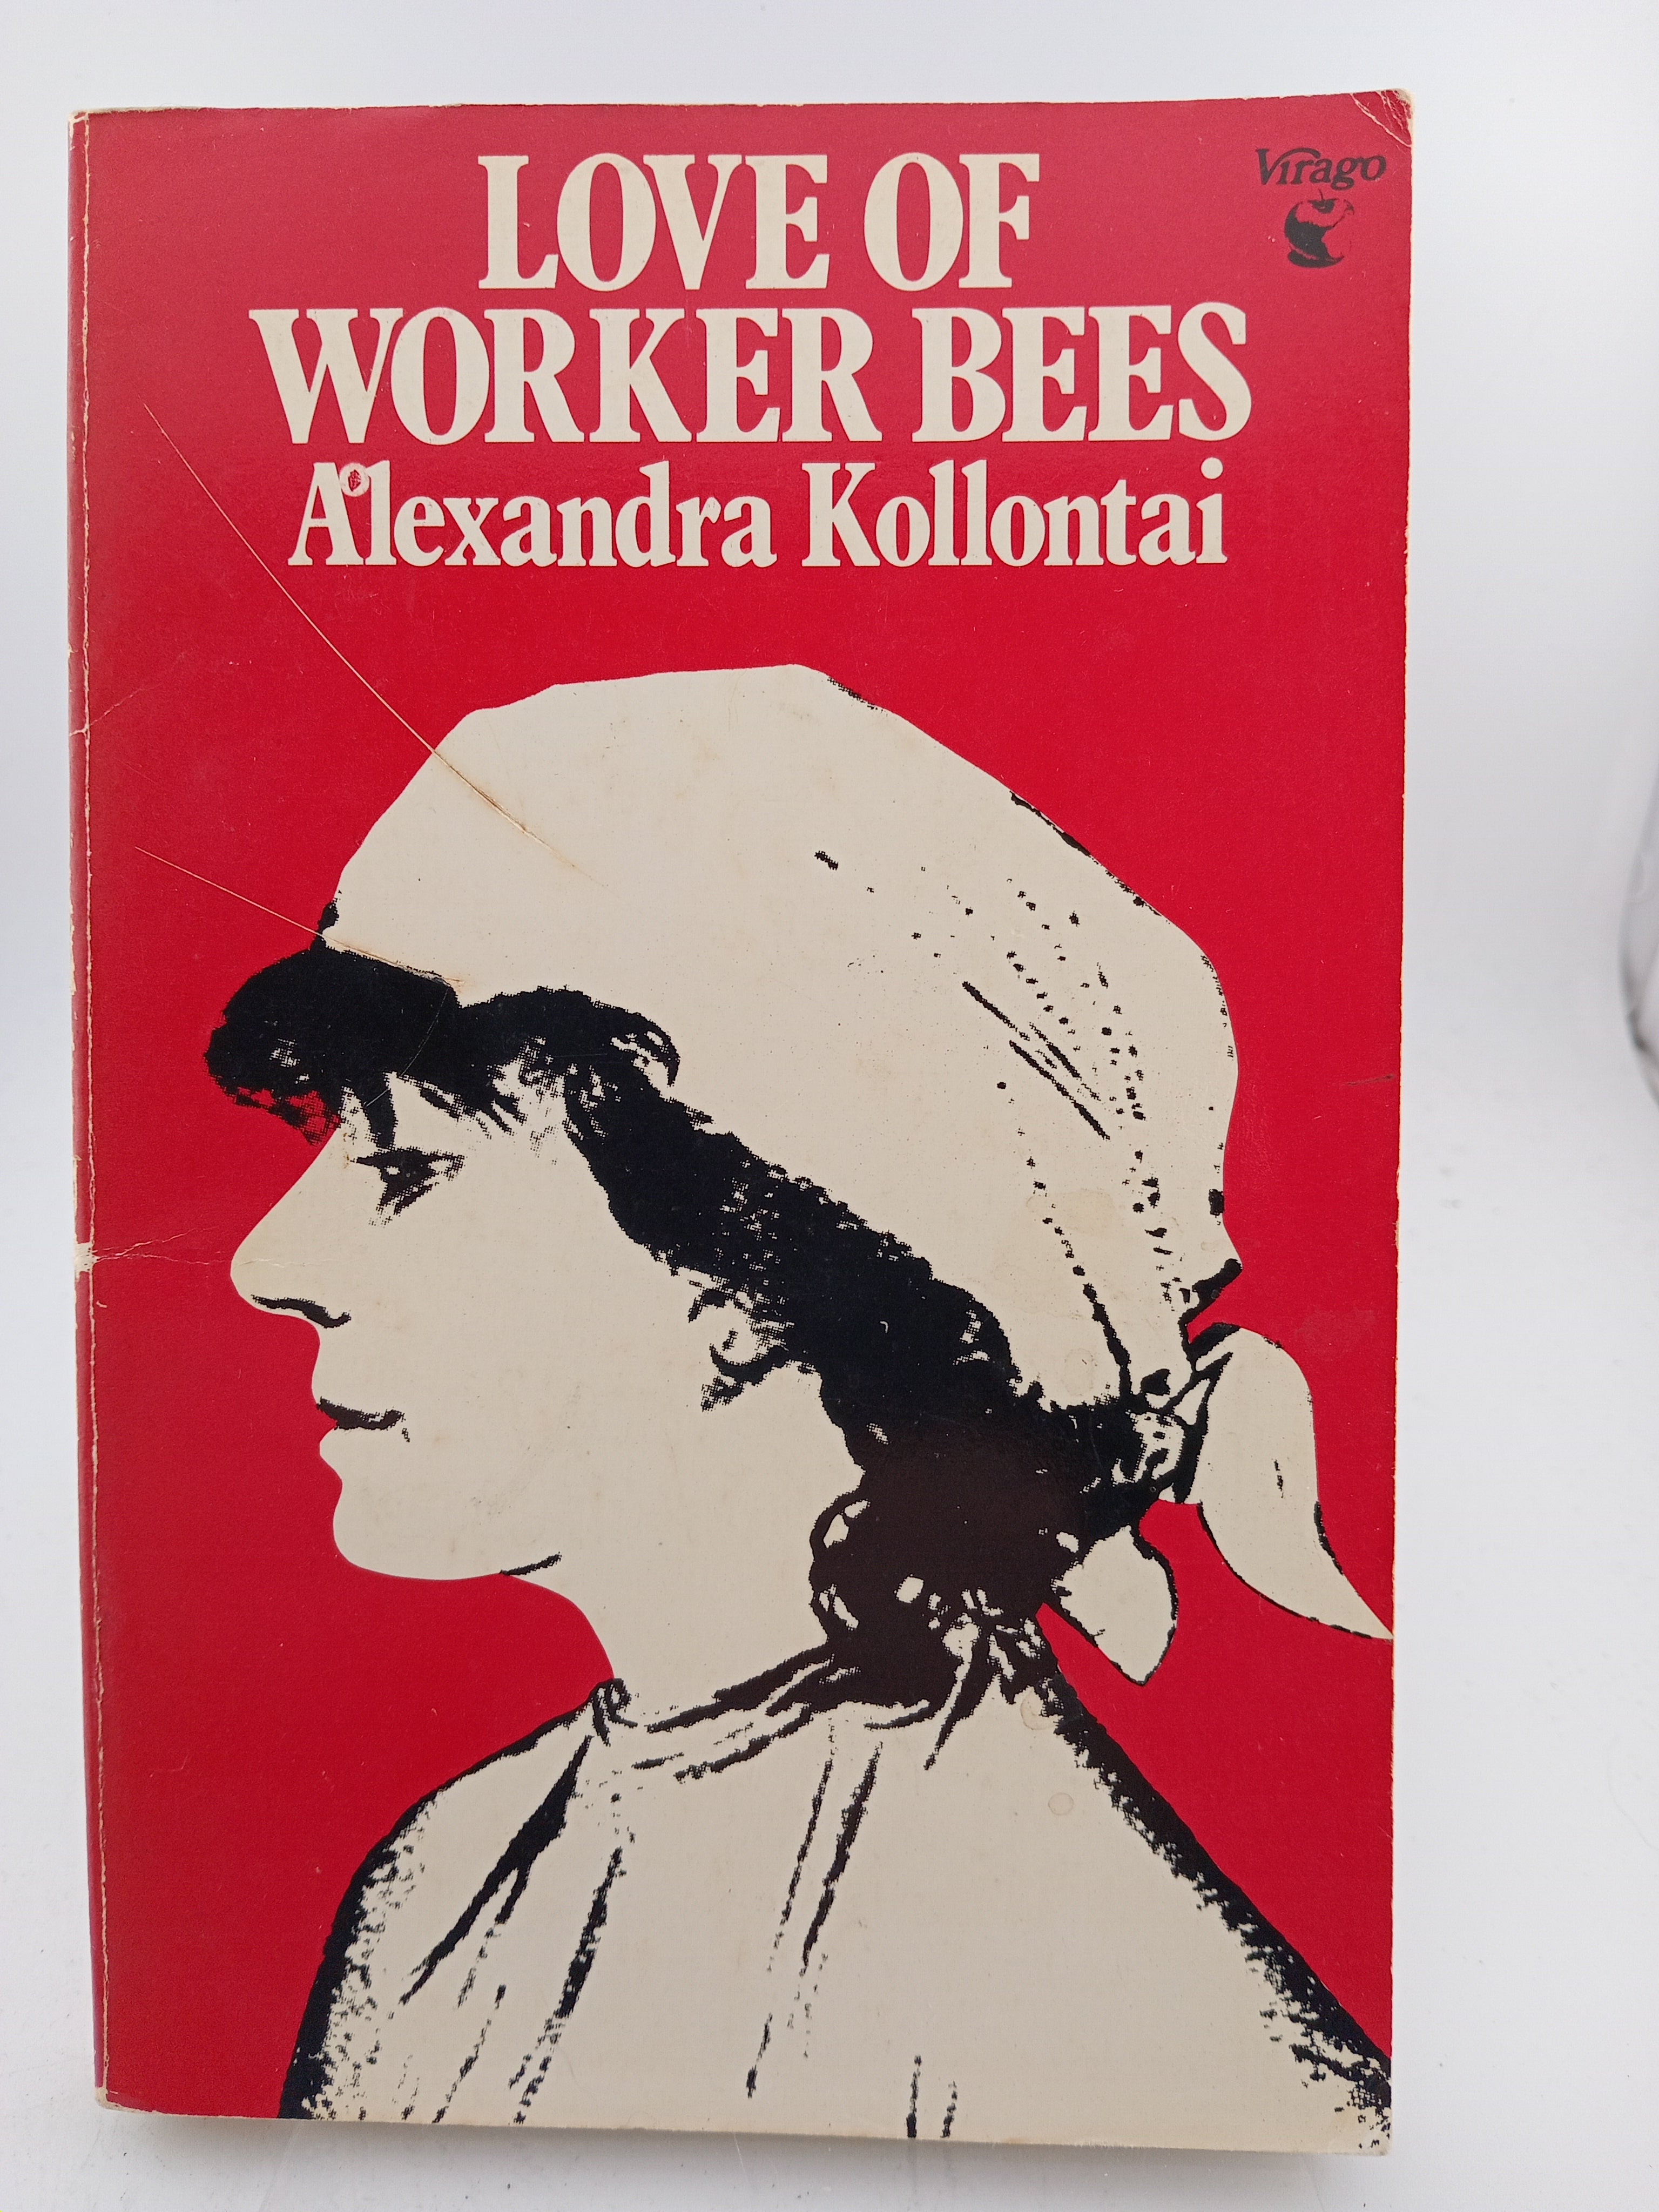 LOVE OF
WORKER BEES
Alexandra Kollontai
Virago